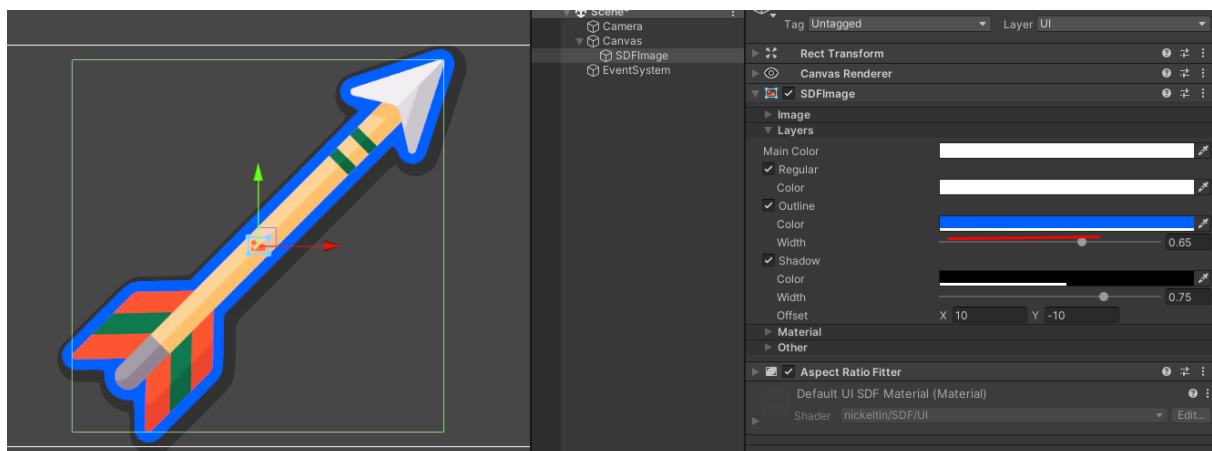 Scene*
Camera
Canvas
SDFImage
EventSystem
Tag Untagged Layer UI
Rect Transform
Canvas Renderer
SDFImage
Image
Layers
Main Color
Regular
Color
Outline
Color
Width 0.65
Shadow
Color
Width 0.75
Offset X 10 Y -10
Material
Other
Aspect Ratio Fitter
Default UI SDF Material (Material)
Shader nickeltin/SDF/UI Edit...